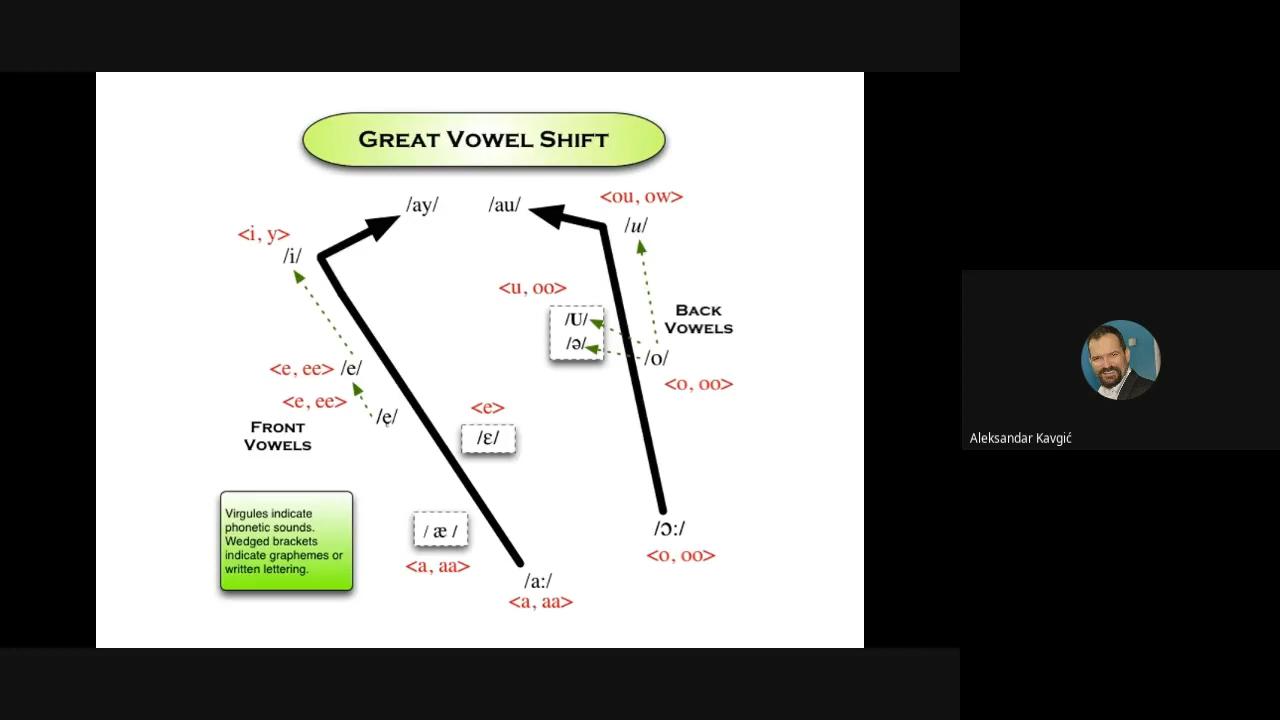 GREAT VOWEL SHIFT
<ou, ow>
/ay/
/au/
/u/
<i, y>
/i/
<u, oo>
/U/
/ə/
BACK
VOWELS
/o/
<o, oo>
<e, ee> /e/
<e, ee>
/ẹ/
<e>
/ɛ/
FRONT
VOWELS
Virgules indicate
phonetic sounds.
Wedged brackets
indicate graphemes or
written lettering.
/ æ /
<a, aa>
/ɔ:/
<o, oo>
/a:/
<a, aa>
Aleksandar Kavgić